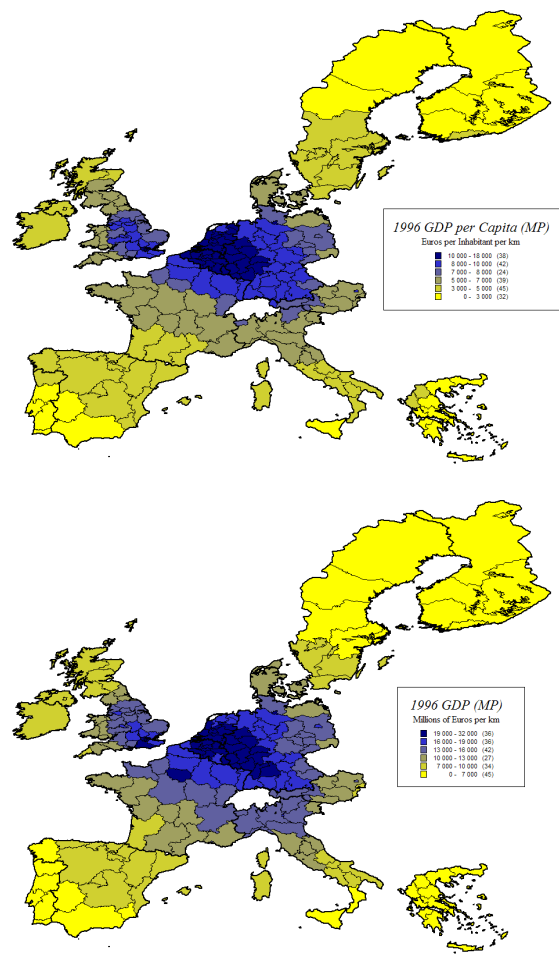 1996 GDP per Capita (MP)
Euros per Inhabitant per km
10 000 - 18 000 (38)
8 000 - 10 000 (42)
7 000 - 8 000 (24)
5 000 - 7 000 (39)
3 000 - 5 000 (45)
0 - 3 000 (32)
1996 GDP (MP)
Millions of Euros per km
19 000 - 32 000 (36)
16 000 - 19 000 (36)
13 000 - 16 000 (42)
10 000 - 13 000 (27)
7 000 - 10 000 (34)
0 - 7 000 (45)